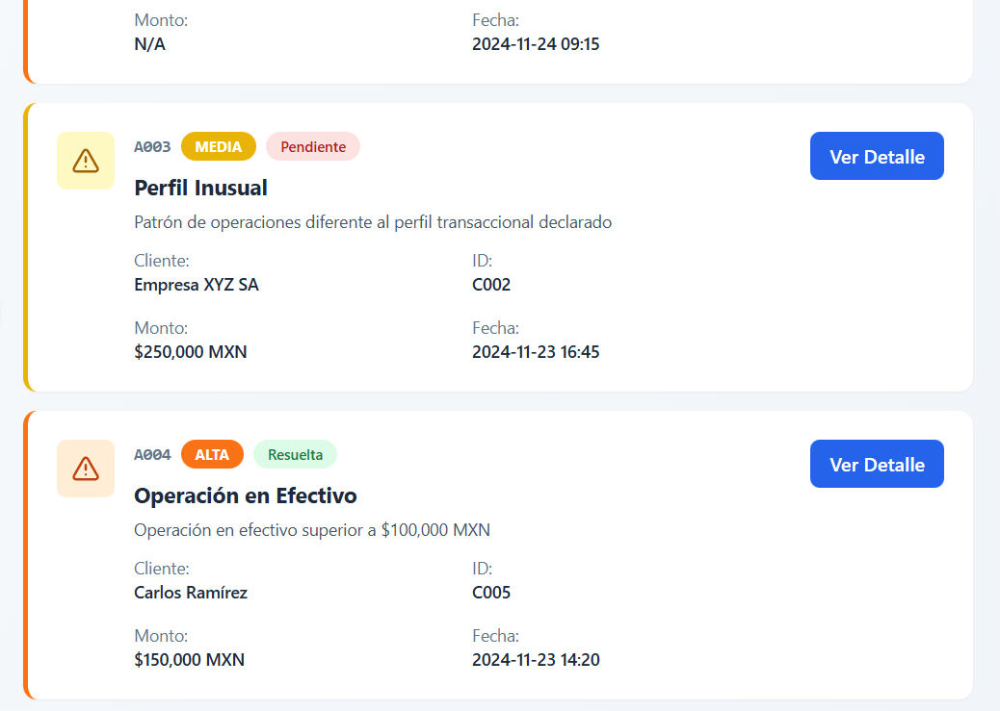 Monto: Fecha:
N/A 2024-11-24 09:15
A003 MEDIA Pendiente Ver Detalle
Perfil Inusual
Patrón de operaciones diferente al perfil transaccional declarado
Cliente: ID:
Empresa XYZ SA C002
Monto: Fecha:
$250,000 MXN 2024-11-23 16:45
A004 ALTA Resuelta Ver Detalle
Operación en Efectivo
Operación en efectivo superior a $100,000 MXN
Cliente: ID:
Carlos Ramírez C005
Monto: Fecha:
$150,000 MXN 2024-11-23 14:20